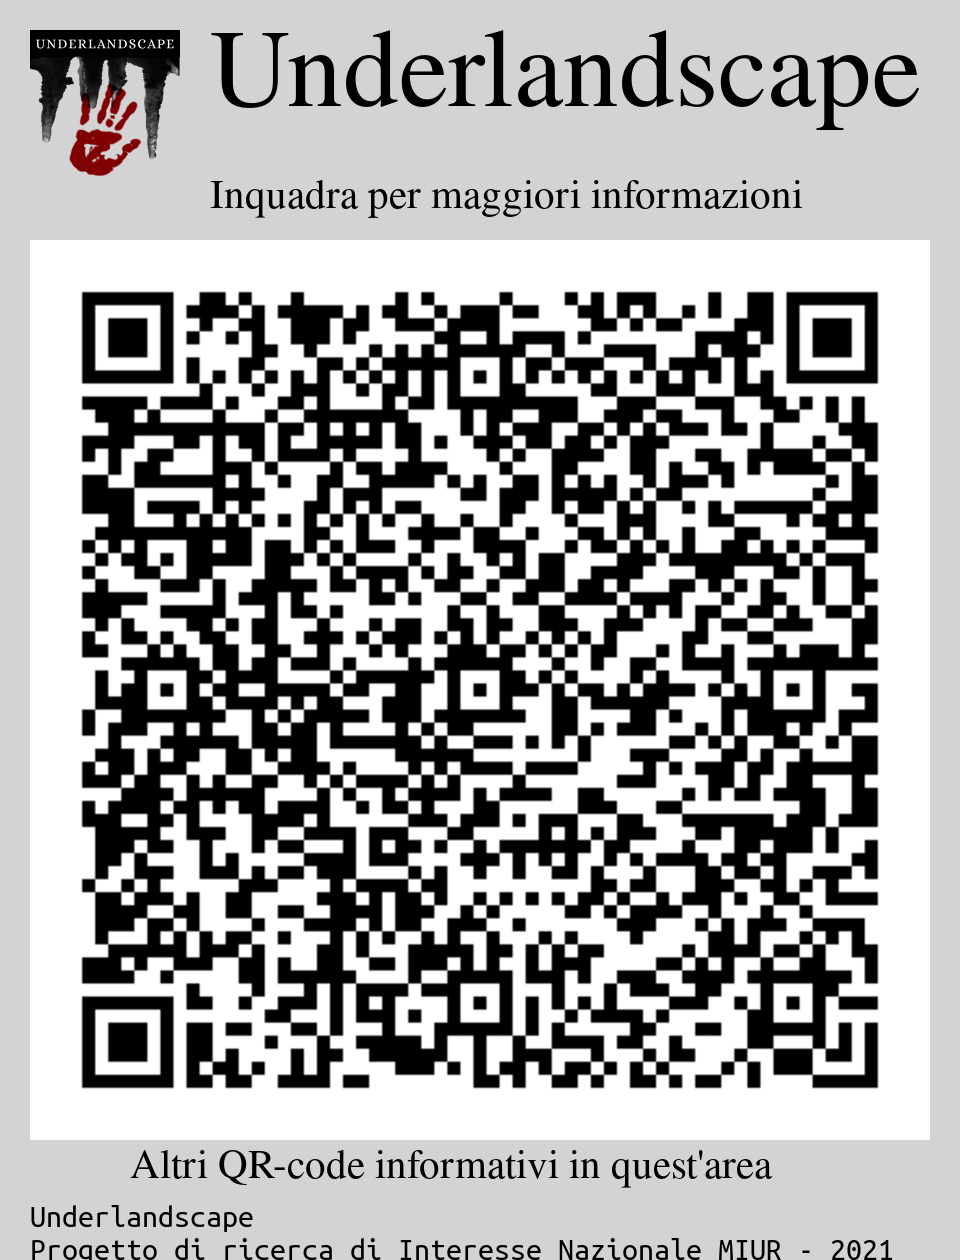 UNDERLANDSCAPE
Underlandscape
Inquadra per maggiori informazioni
Altri QR-code informativi in quest'area
Underlandscape
Progetto di ricerca di Interesse Nazionale MIUR - 2021